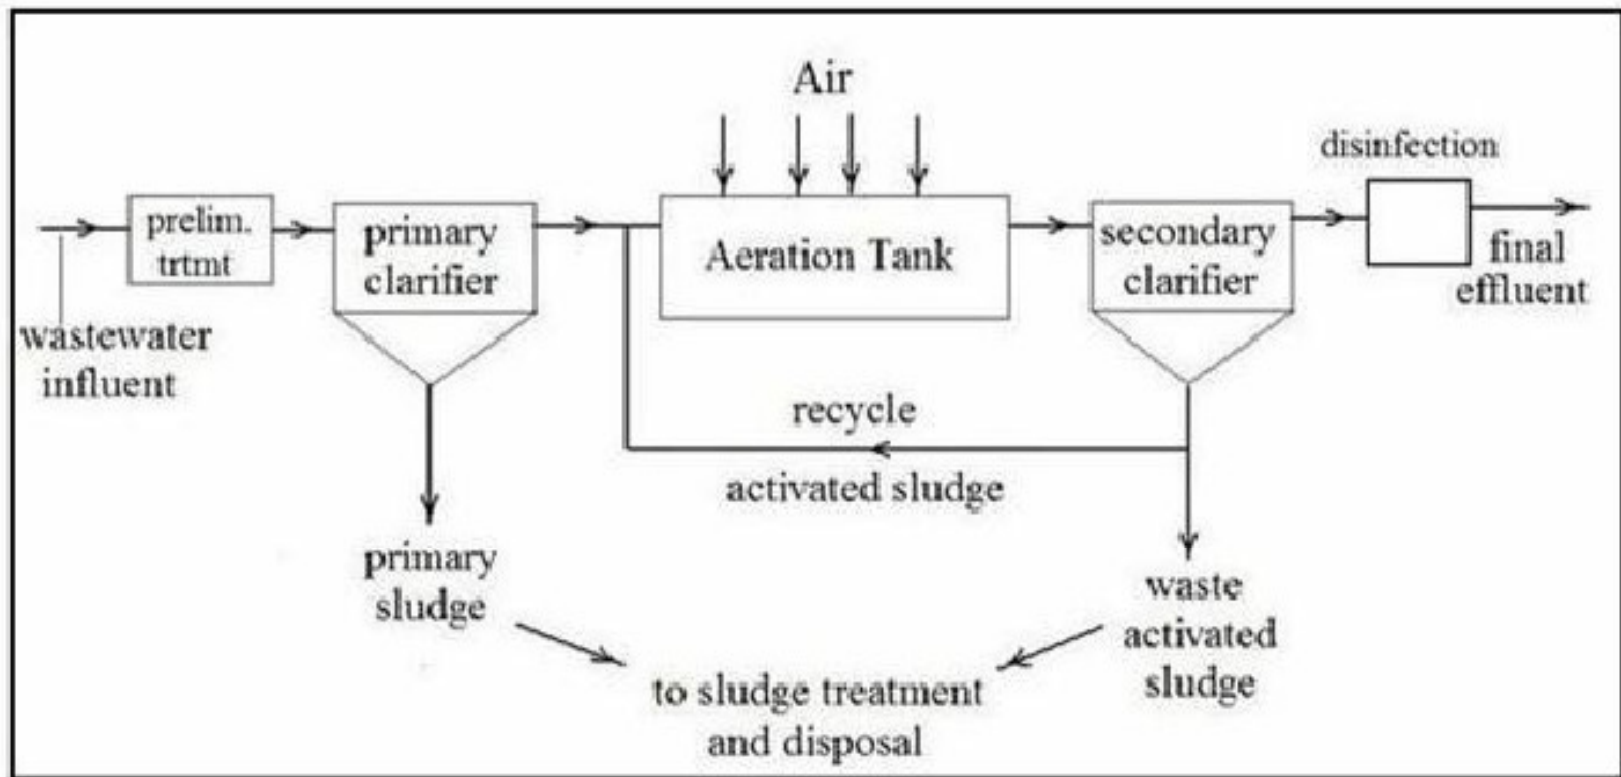 Air
disinfection
prelim.
trtmt
primary
clarifier
Aeration Tank
secondary
clarifier
final
effluent
wastewater
influent
recycle
activated sludge
primary
sludge
waste
activated
sludge
to sludge treatment
and disposal